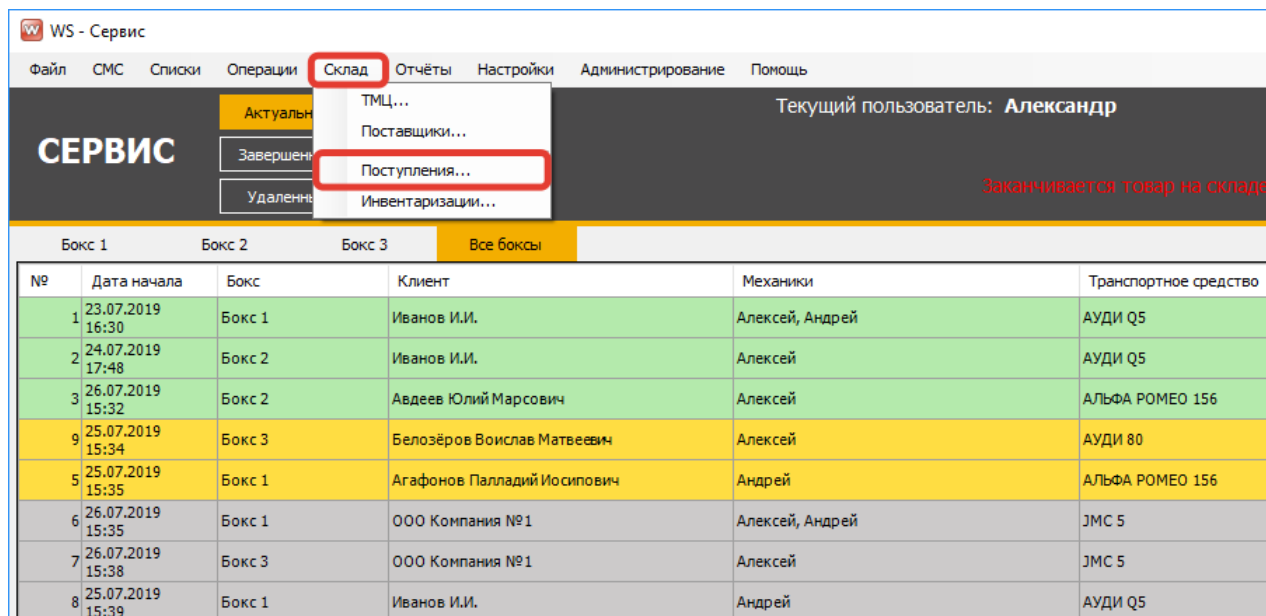 WS - Сервис
Файл СМС Списки Операции Склад Отчёты Настройки Администрирование Помощь
ТМЦ...
Поставщики...
Поступления...
Инвентаризации...
СЕРВИС
Текущий пользователь: Александр
Заканчивается товар на складе
Бокс 1 Бокс 2 Бокс 3 Все боксы
№ Дата начала Бокс Клиент Механики Транспортное средство
1 23.07.2019 16:30 Бокс 1 Иванов И.И. Алексей, Андрей АУДИ Q5
2 24.07.2019 17:48 Бокс 2 Иванов И.И. Алексей АУДИ Q5
3 26.07.2019 15:32 Бокс 2 Авдеев Юлий Марсович Алексей АЛЬФА РОМЕО 156
9 25.07.2019 15:34 Бокс 3 Белозёров Воислав Матвеевич Алексей АУДИ 80
5 25.07.2019 15:35 Бокс 1 Агафонов Палладий Иосипович Андрей АЛЬФА РОМЕО 156
6 26.07.2019 15:35 Бокс 1 ООО Компания №1 Алексей, Андрей JMC 5
7 26.07.2019 15:38 Бокс 3 ООО Компания №1 Алексей JMC 5
8 25.07.2019 15:39 Бокс 1 Иванов И.И. Андрей АУДИ Q5